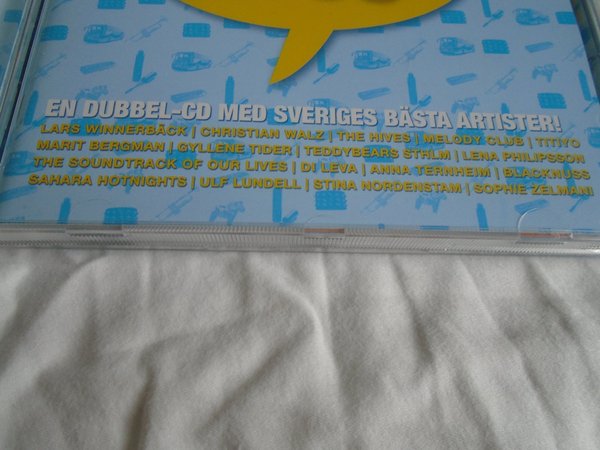 EN DUBBEL-CD MED SVERIGES BÄSTA ARTISTER!
LARS WINNERBÄCK | CHRISTIAN WALZ | THE HIVES | MELODY CLUB | TITIYO
MARIT BERGMAN | GYLLENE TIDER | TEDDYBEARS STHLM | LENA PHILIPSSON
THE SOUNDTRACK OF OUR LIVES | DI LEVA | ANNA TERNHEIM | BLACKNUSS
SAHARA HOTNIGHTS | ULF LUNDELL | STINA NORDENSTAM | SOPHIE ZELMANI